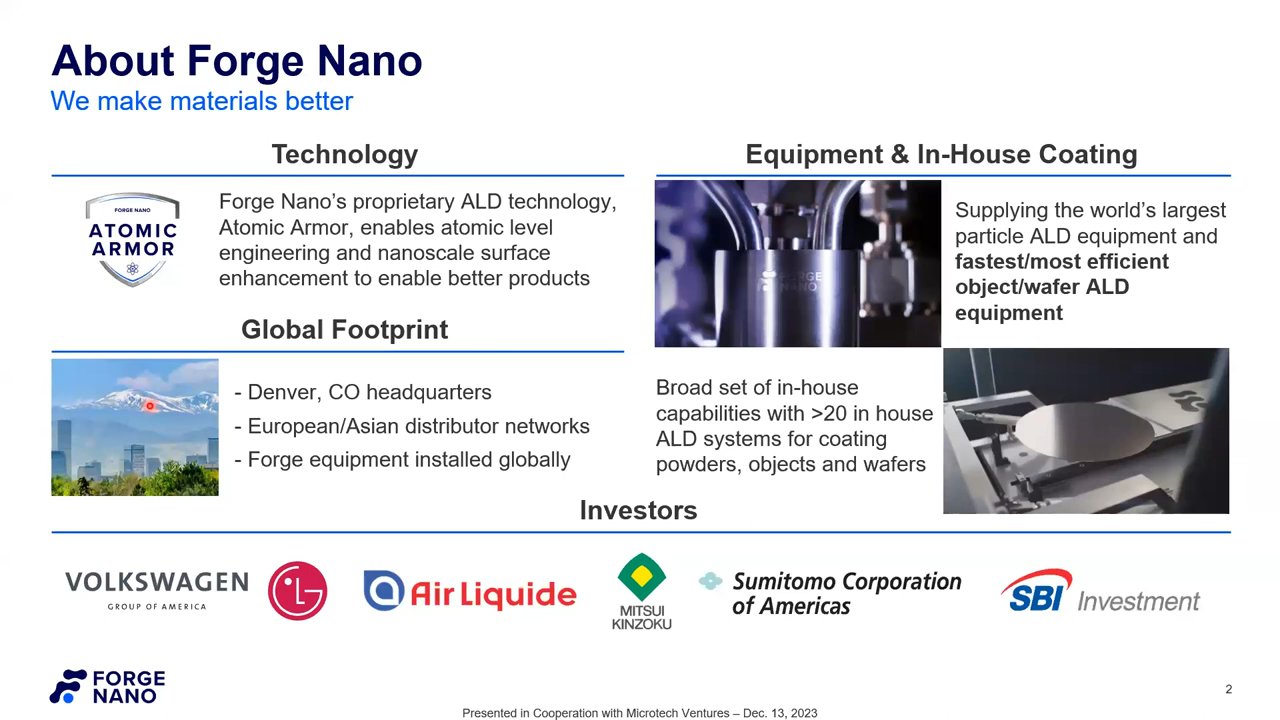 About Forge Nano
We make materials better
Technology
FORGE NANO
ATOMIC
ARMOR
Forge Nano’s proprietary ALD technology,
Atomic Armor, enables atomic level
engineering and nanoscale surface
enhancement to enable better products
Global Footprint
- Denver, CO headquarters
- European/Asian distributor networks
- Forge equipment installed globally
Equipment & In-House Coating
FORGE
NANO
Supplying the world’s largest
particle ALD equipment and
fastest/most efficient
object/wafer ALD
equipment
Broad set of in-house
capabilities with >20 in house
ALD systems for coating
powders, objects and wafers
Investors
VOLKSWAGEN
GROUP OF AMERICA
LG
Air Liquide
MITSUI
KINZOKU
Sumitomo Corporation
of Americas
SBI Investment
FORGE
NANO
2
Presented in Cooperation with Microtech Ventures – Dec. 13, 2023